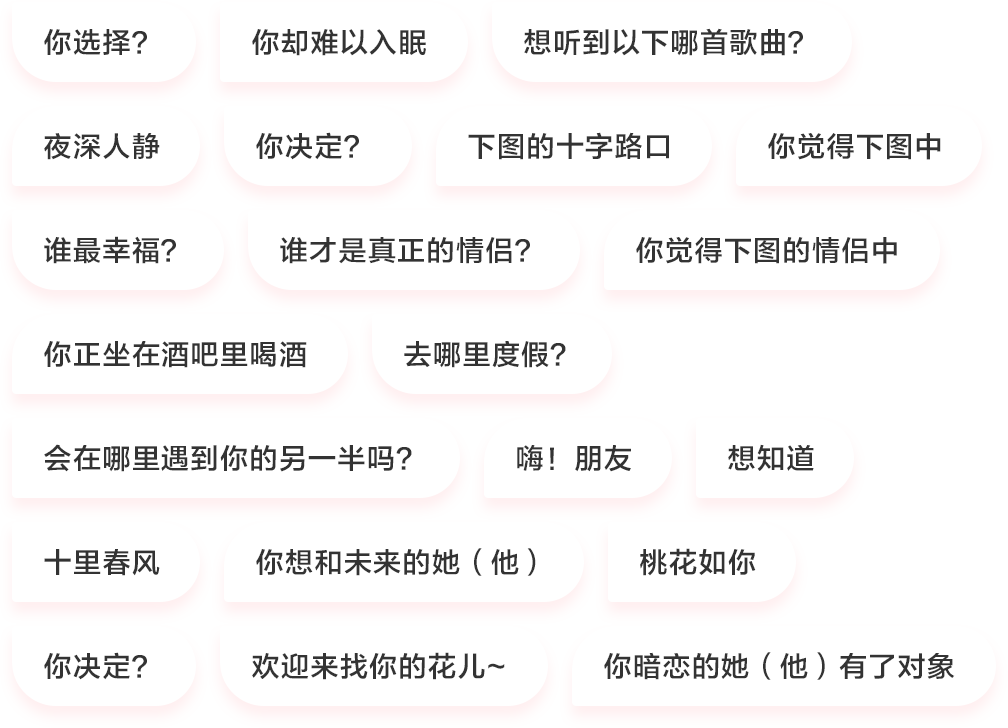 你选择？ 你却难以入眠 想听到以下哪首歌曲？
夜深人静 你决定？ 下图的十字路口 你觉得下图中
谁最幸福？ 谁才是真正的情侣？ 你觉得下图的情侣中
你正坐在酒吧里喝酒 去哪里度假？
会在哪里遇到你的另一半吗？ 嗨！朋友 想知道
十里春风 你想和未来的她（他） 桃花如你
你决定？ 欢迎来找你的花儿~ 你暗恋的她（他）有了对象